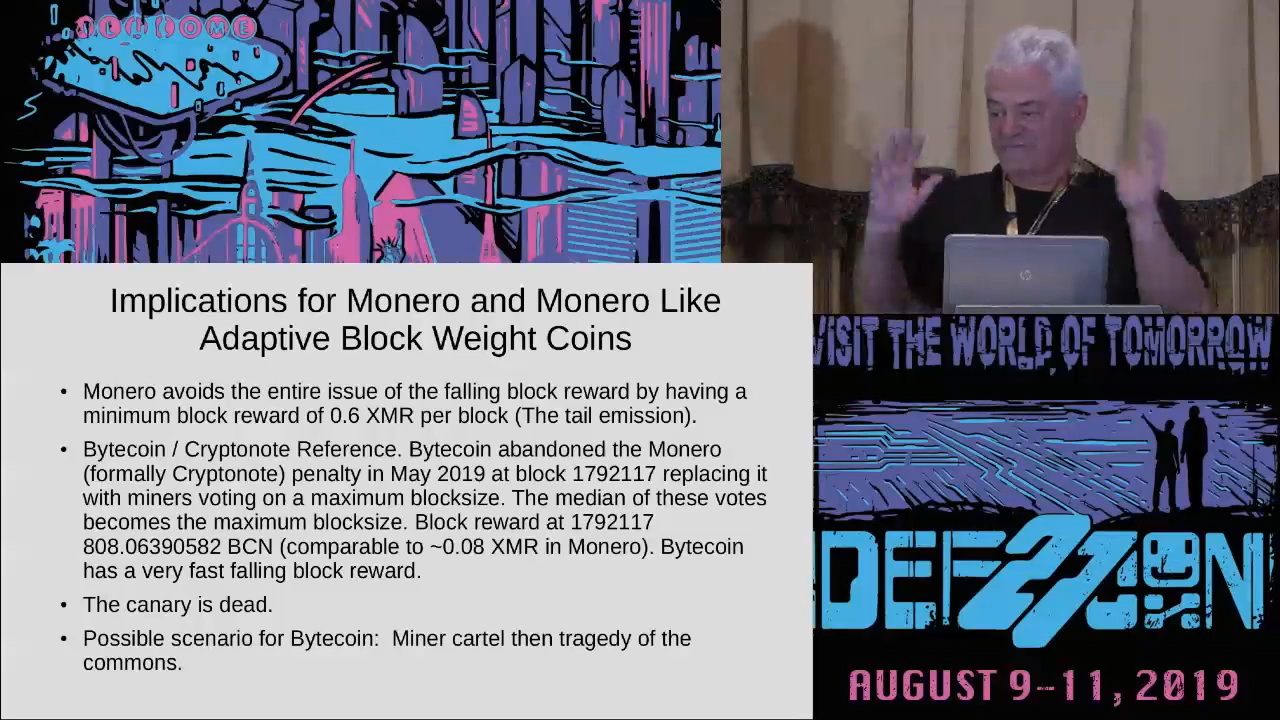 WELCOME
Implications for Monero and Monero Like
Adaptive Block Weight Coins
• Monero avoids the entire issue of the falling block reward by having a
minimum block reward of 0.6 XMR per block (The tail emission).
• Bytecoin / Cryptonote Reference. Bytecoin abandoned the Monero
(formally Cryptonote) penalty in May 2019 at block 1792117 replacing it
with miners voting on a maximum blocksize. The median of these votes
becomes the maximum blocksize. Block reward at 1792117
808.06390582 BCN (comparable to ~0.08 XMR in Monero). Bytecoin
has a very fast falling block reward.
• The canary is dead.
• Possible scenario for Bytecoin:  Miner cartel then tragedy of the
commons.
hp
VISIT THE WORLD OF TOMORROW
DEF27CON
AUGUST 9-11, 2019